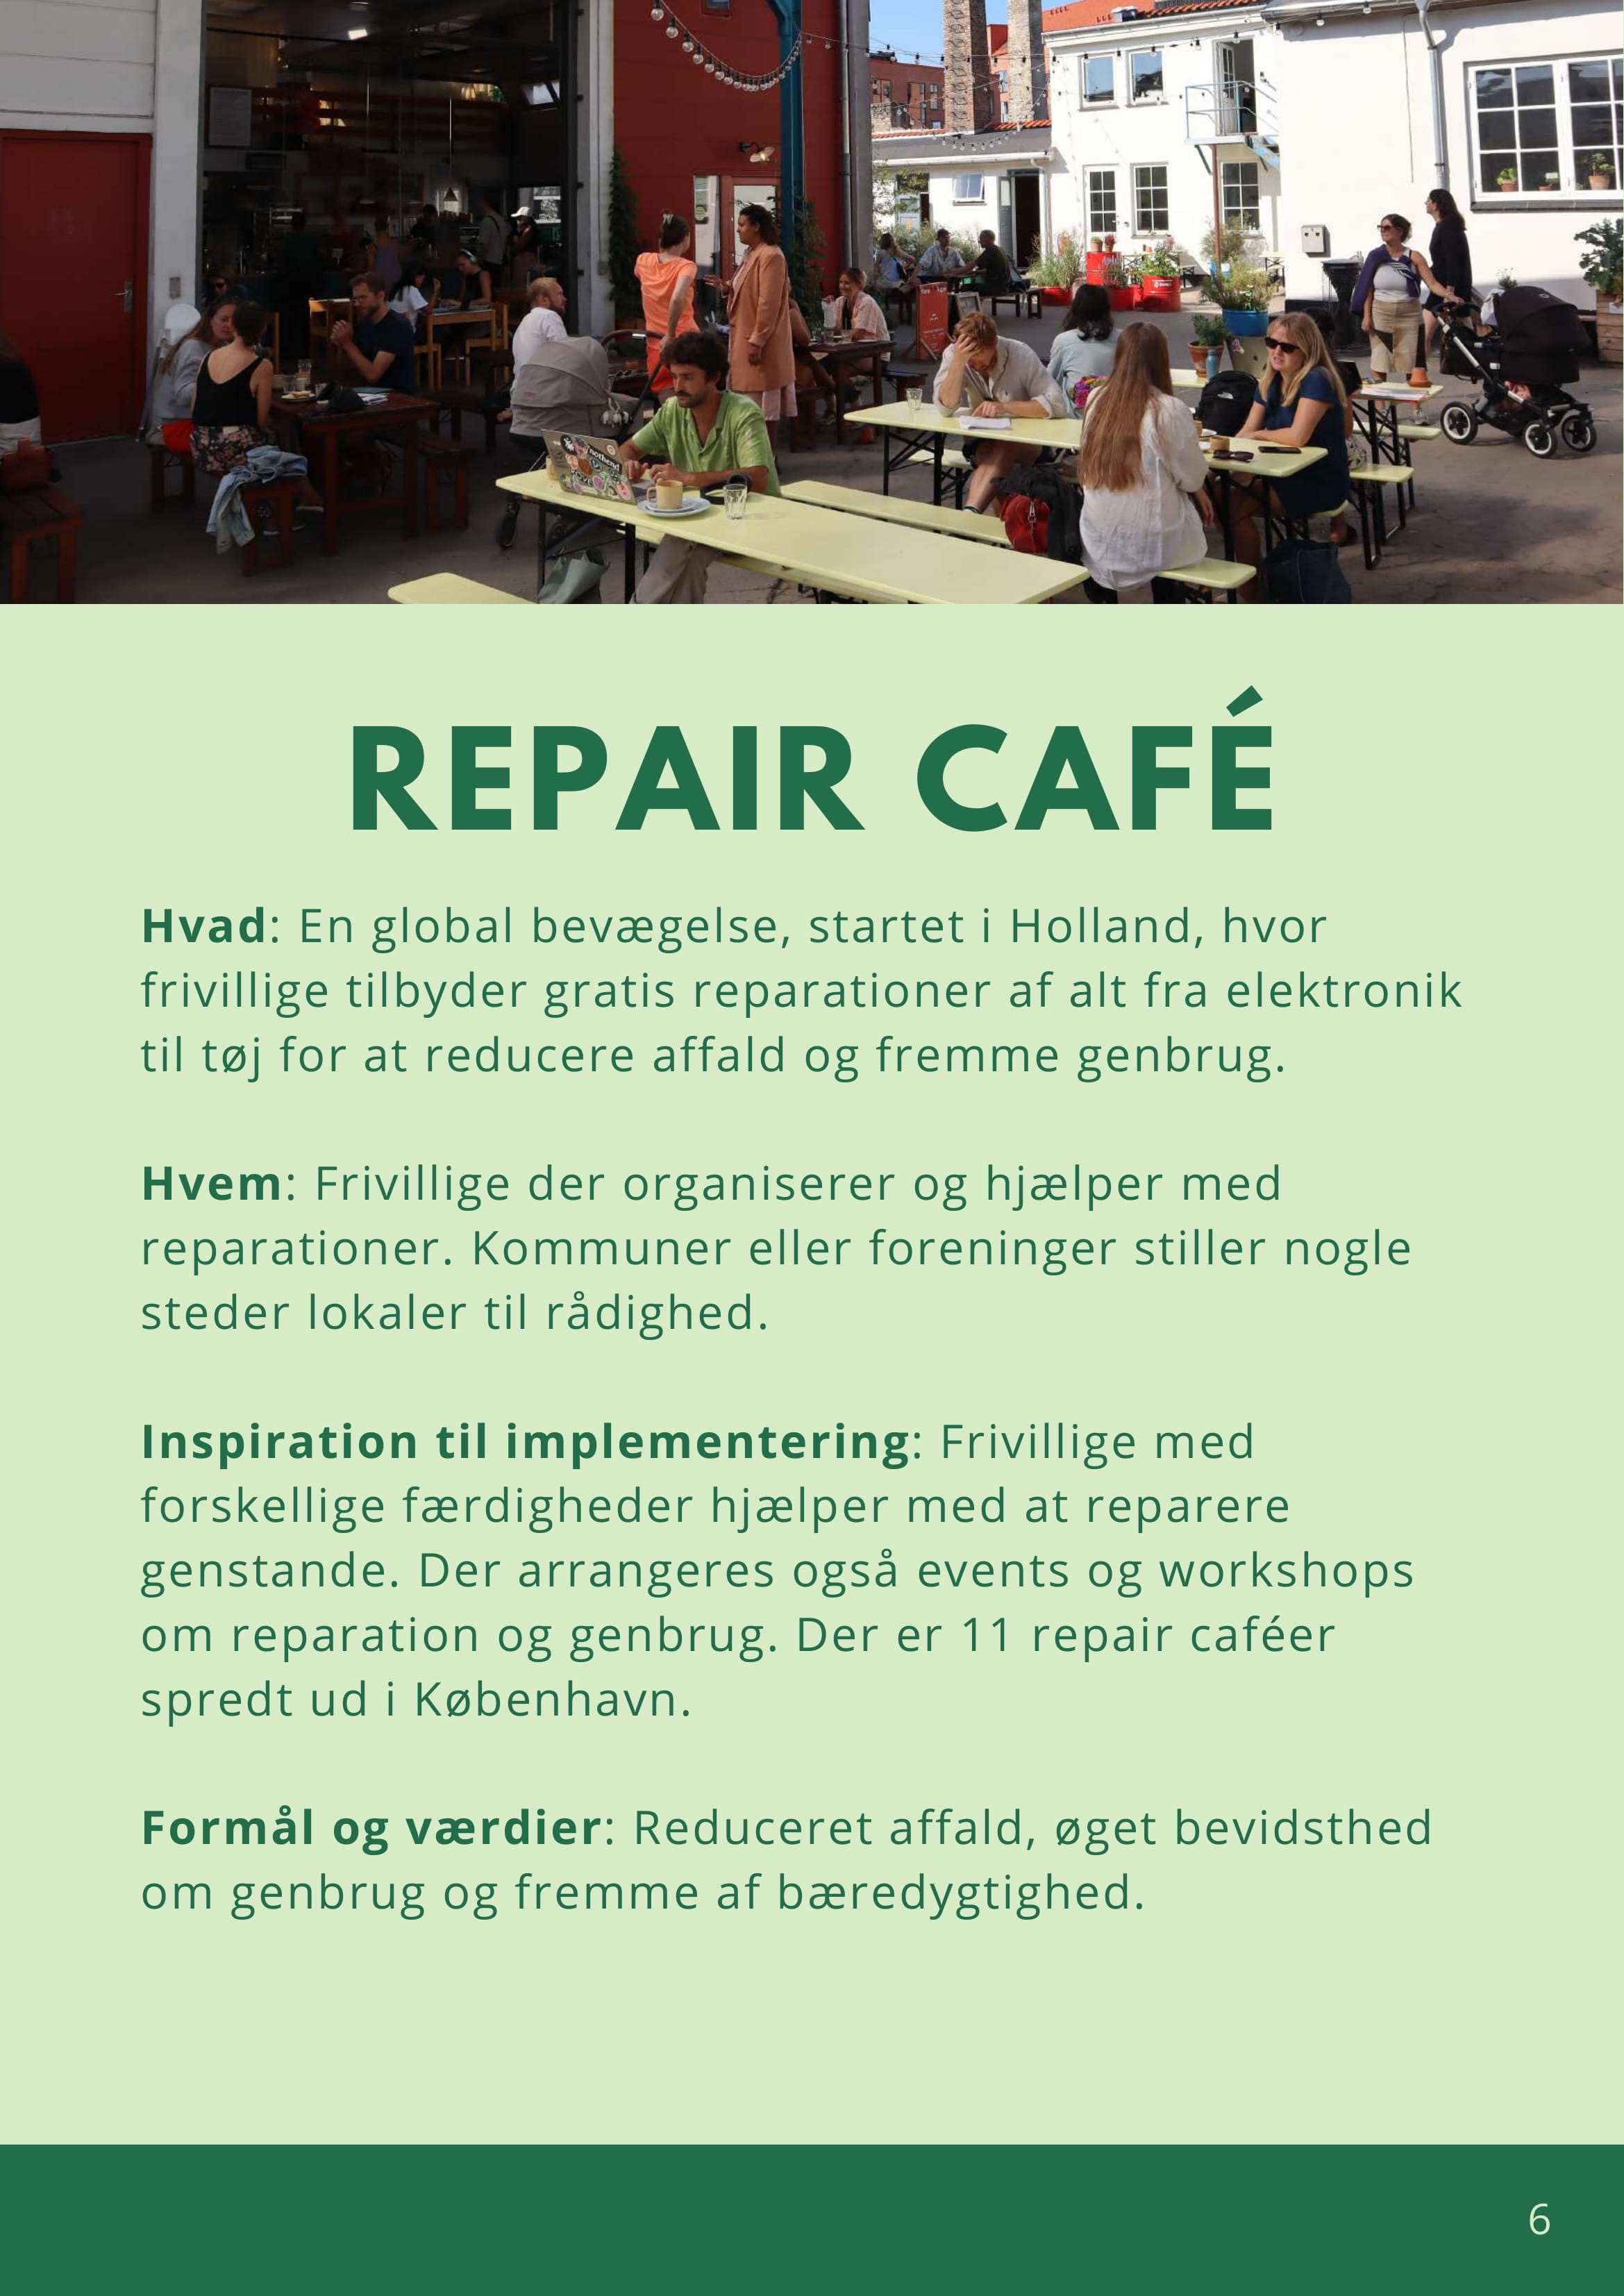 REPAIR CAFÉ
Hvad: En global bevægelse, startet i Holland, hvor
frivillige tilbyder gratis reparationer af alt fra elektronik
til tøj for at reducere affald og fremme genbrug.
Hvem: Frivillige der organiserer og hjælper med
reparationer. Kommuner eller foreninger stiller nogle
steder lokaler til rådighed.
Inspiration til implementering: Frivillige med
forskellige færdigheder hjælper med at reparere
genstande. Der arrangeres også events og workshops
om reparation og genbrug. Der er 11 repair caféer
spredt ud i København.
Formål og værdier: Reduceret affald, øget bevidsthed
om genbrug og fremme af bæredygtighed.
6